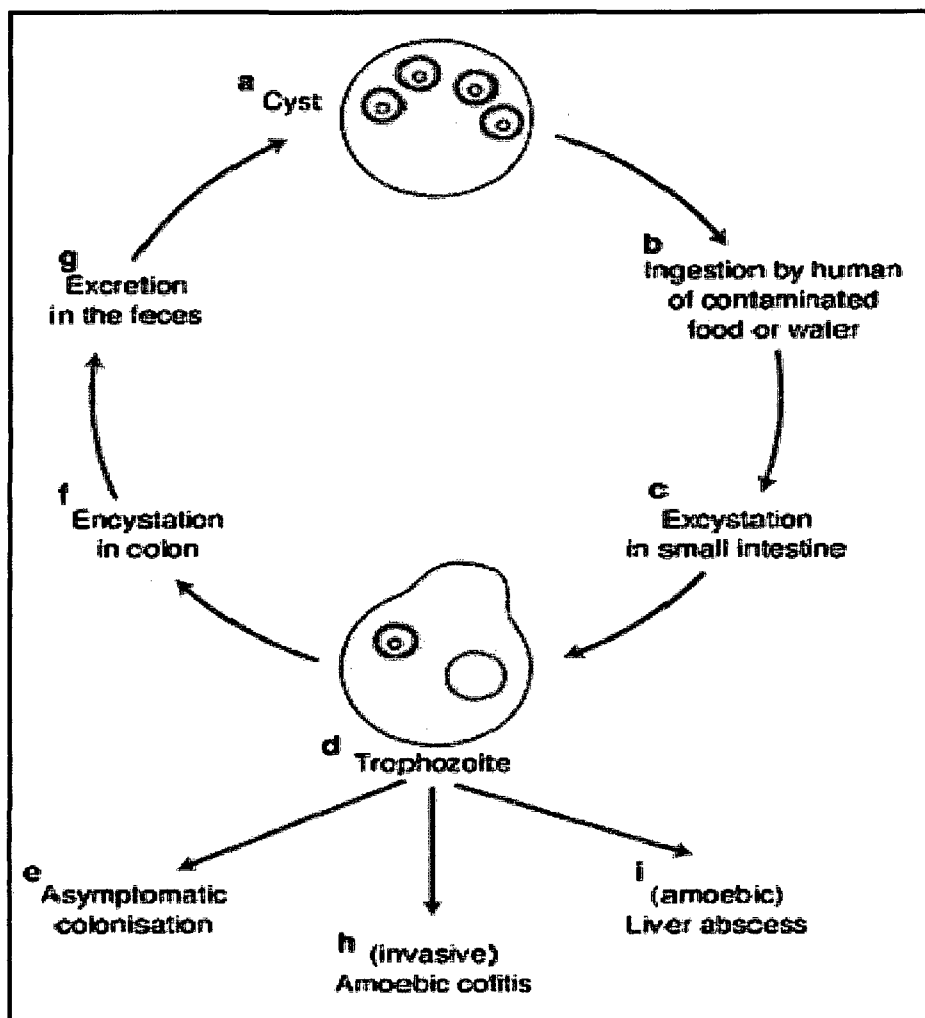 a Cyst
b
Ingestion by human
of contaminated
food or water
c
Excystation
in small intestine
d
Trophozoite
e
Asymptomatic
colonisation
f
Encystation
in colon
g
Excretion
in the feces
h (invasive)
Amoebic colitis
i
(amoebic)
Liver abscess